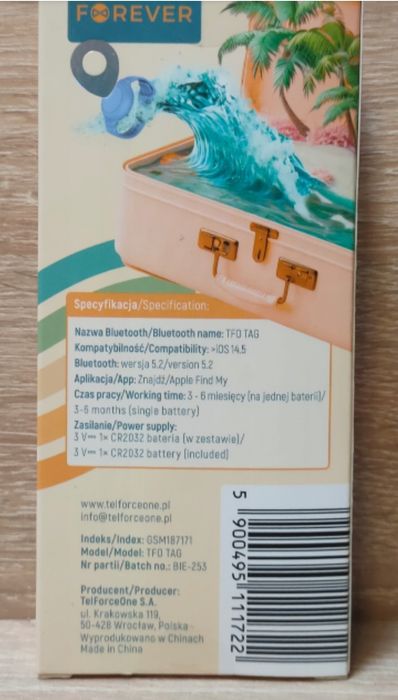 FOREVER
Specyfikacja/Specification:
Nazwa Bluetooth/Bluetooth name: TFO TAG
Kompatybilność/Compatibility: >iOS 14.5
Bluetooth: wersja 5.2/version 5.2
Aplikacja/App: Znajdź/Apple Find My
Czas pracy/Working time: 3 - 6 miesięcy (na jednej baterii)/
3-6 months (single battery)
Zasilanie/Power supply:
3 V⎓ 1× CR2032 bateria (w zestawie)/
3 V⎓ 1× CR2032 battery (included)
www.telforceone.pl
info@telforceone.pl
Indeks/Index: GSM187171
Model/Model: TFO TAG
Nr partii/Batch no.: BIE-253
Producent/Producer:
TelForceOne S.A.
ul. Krakowska 119,
50-428 Wrocław, Polska
Wyprodukowano w Chinach
Made in China
5 900495 111722